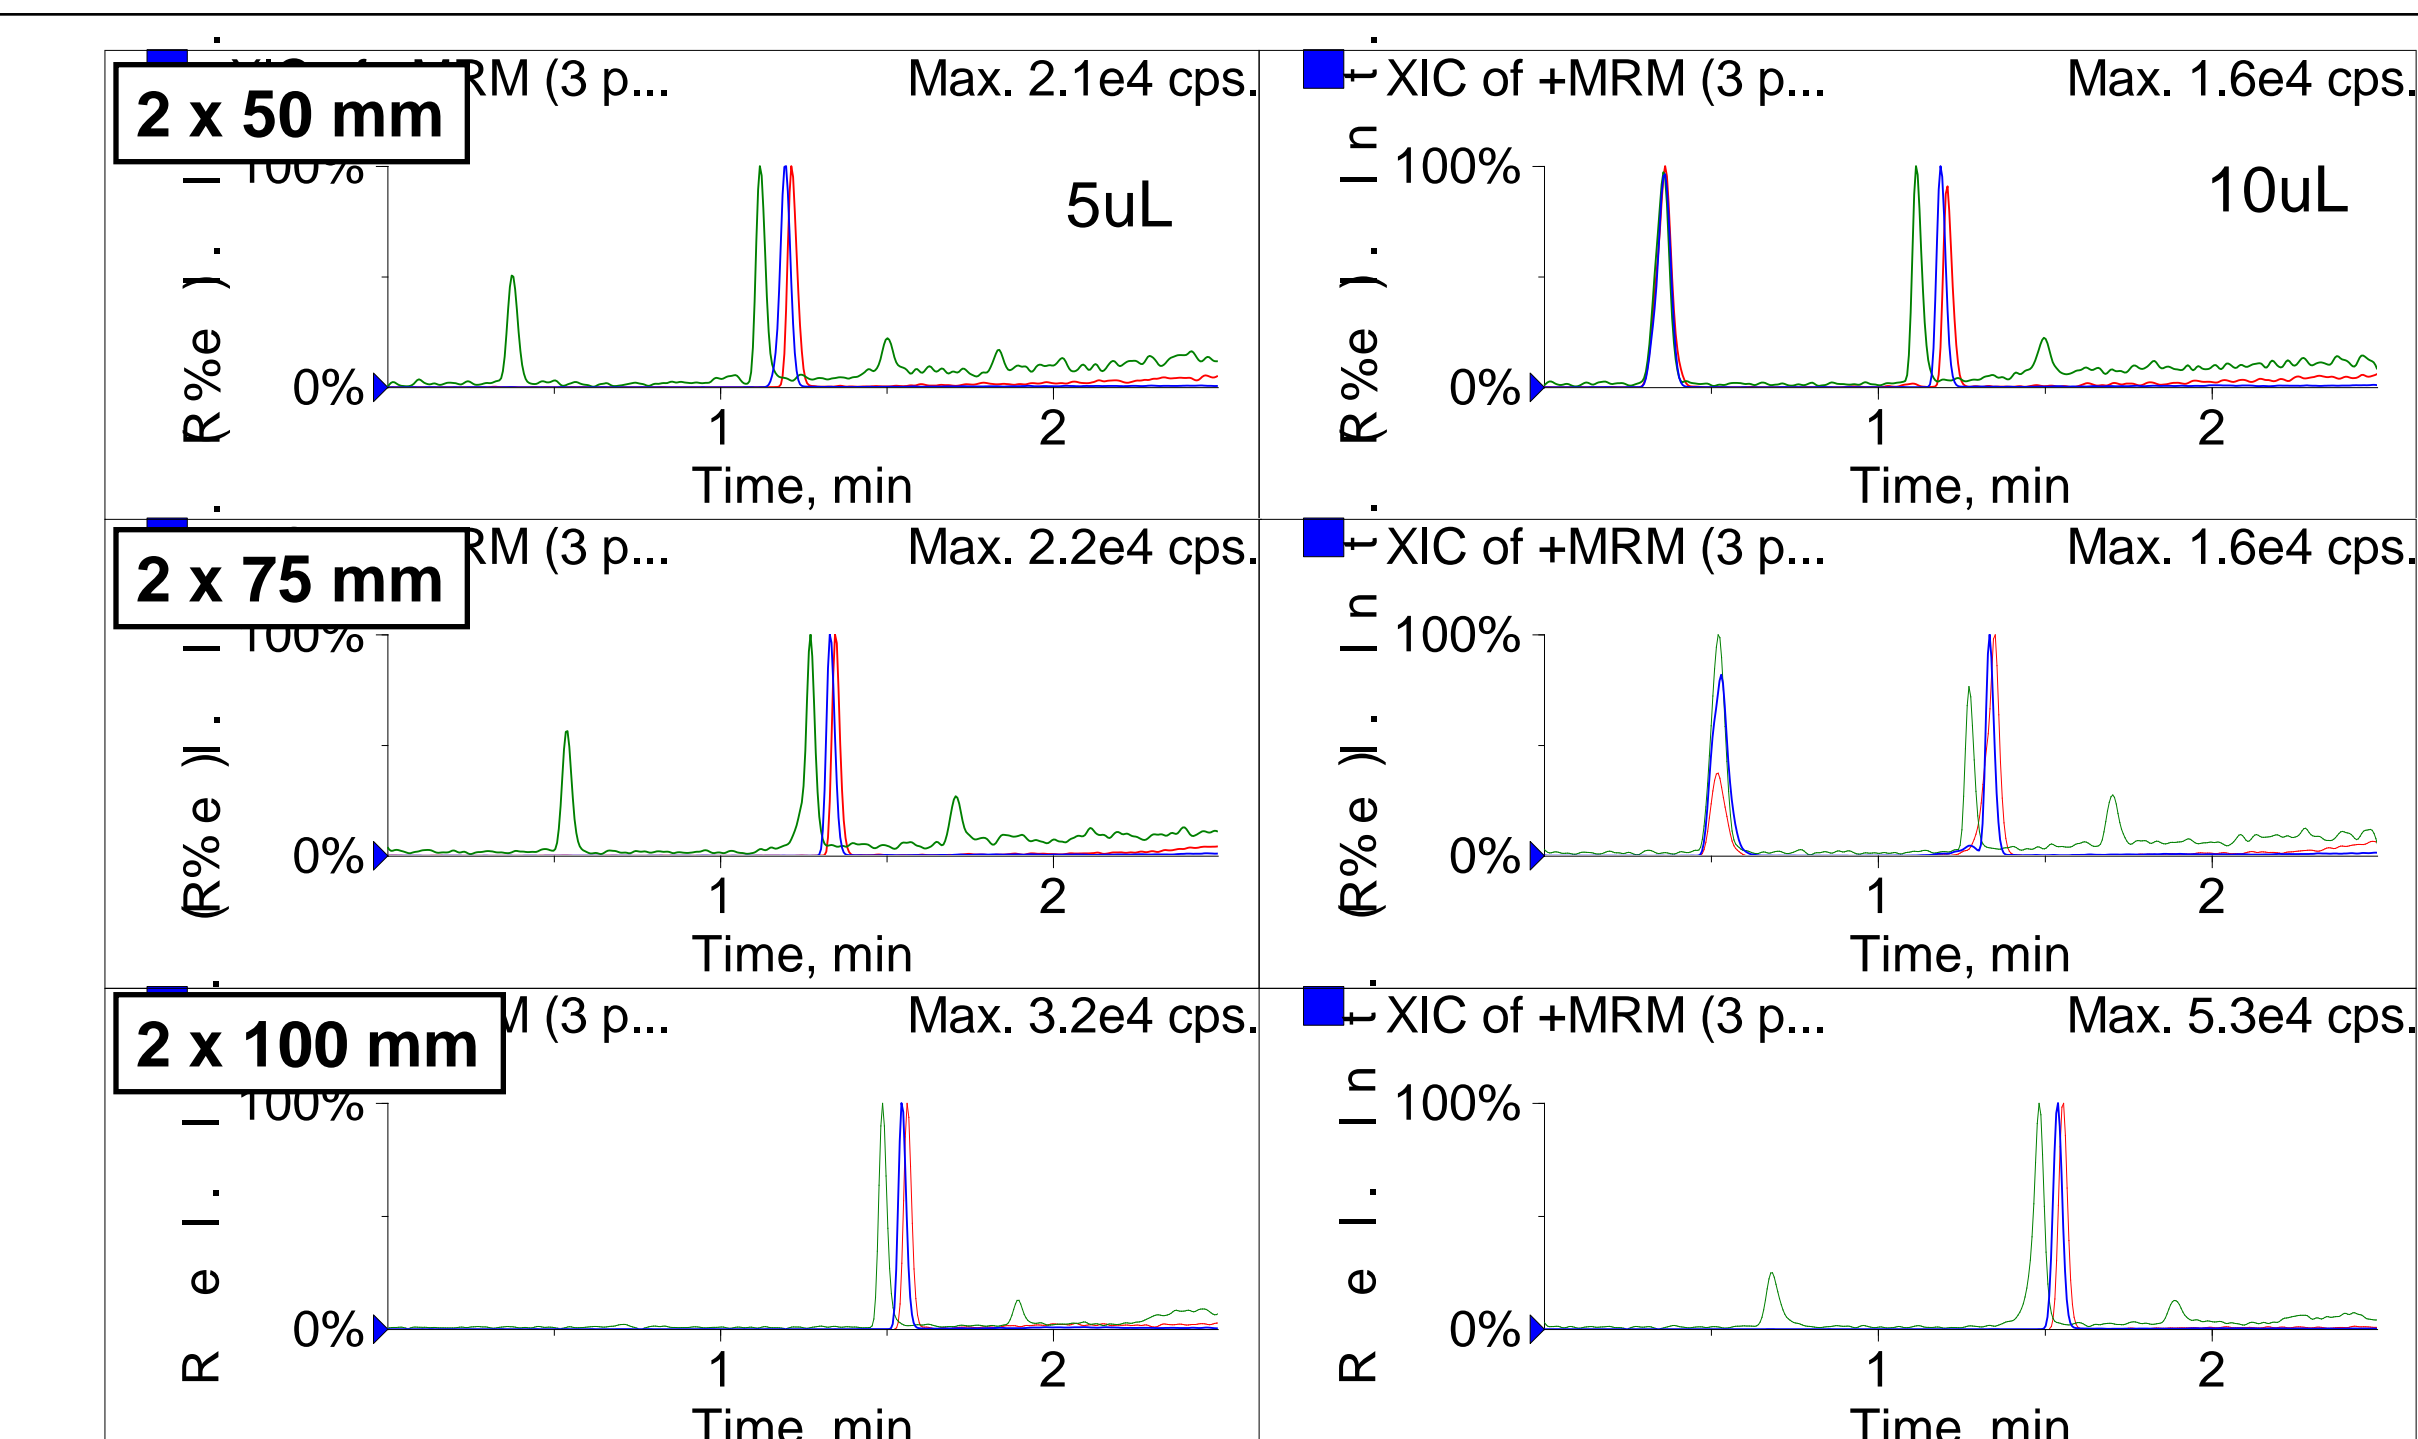 2 x 50 mm
RM (3 p...
Max. 2.1e4 cps.
5uL
100%
0%
1
2
Time, min
XIC of +MRM (3 p...
Max. 1.6e4 cps.
10uL
100%
0%
1
2
Time, min
2 x 75 mm
RM (3 p...
Max. 2.2e4 cps.
100%
0%
1
2
Time, min
XIC of +MRM (3 p...
Max. 1.6e4 cps.
100%
0%
1
2
Time, min
2 x 100 mm
M (3 p...
Max. 3.2e4 cps.
100%
0%
1
2
Time, min
XIC of +MRM (3 p...
Max. 5.3e4 cps.
100%
0%
1
2
Time, min